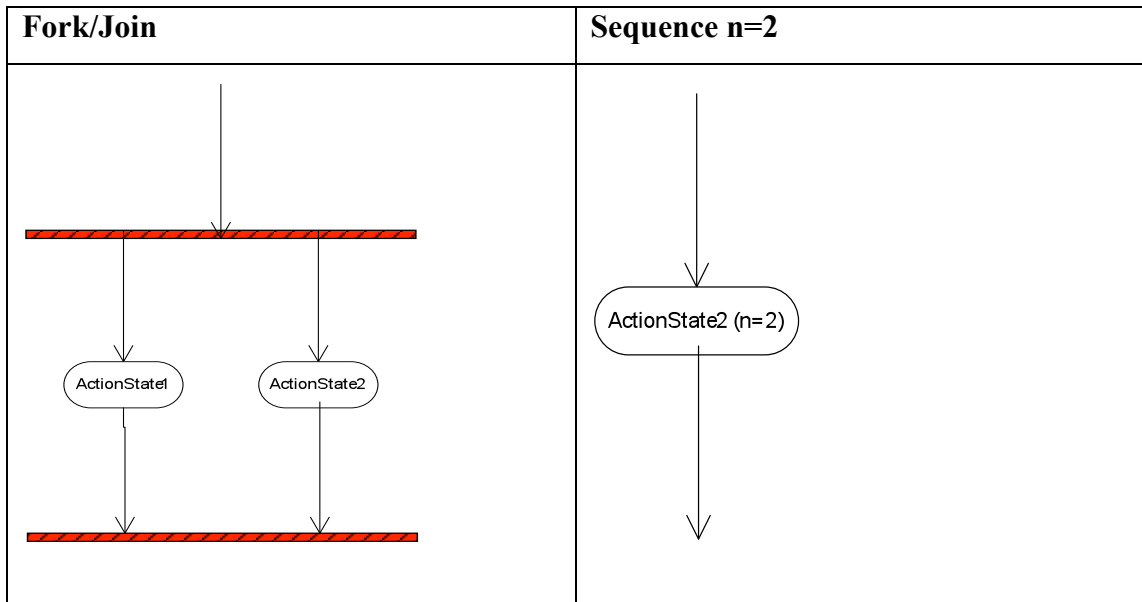 Fork/Join
Sequence n=2
ActionState1
ActionState2
ActionState2 (n=2)